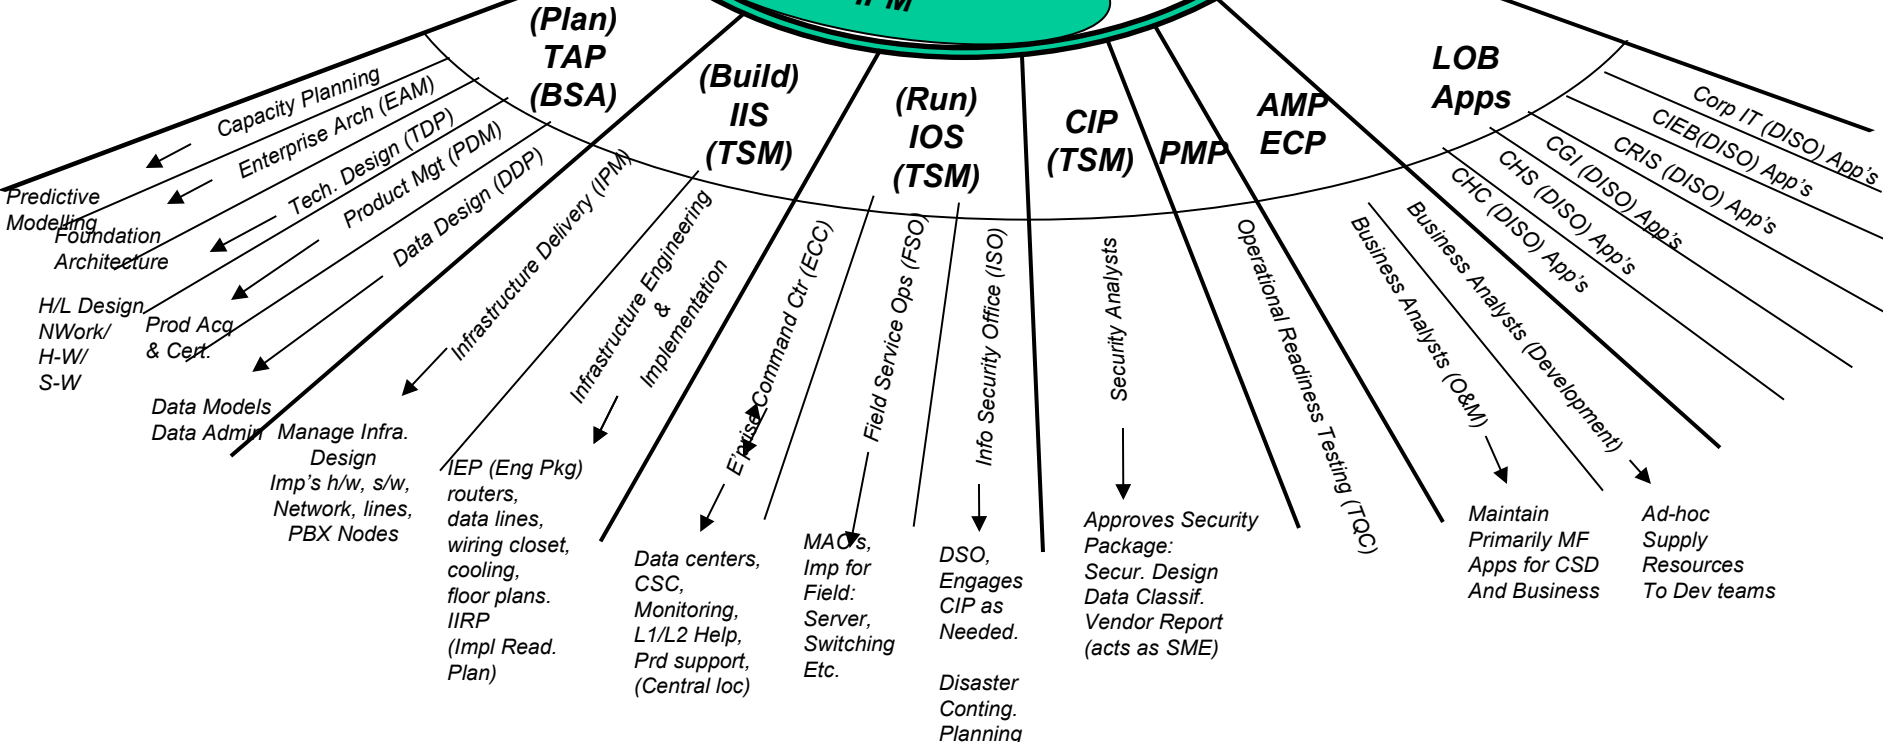 IPM
(Plan)
TAP
(BSA)
(Build)
IIS
(TSM)
(Run)
IOS
(TSM)
CIP
(TSM)
PMP
AMP
ECP
LOB
Apps
Capacity Planning
Enterprise Arch (EAM)
Tech. Design (TDP)
Product Mgt (PDM)
Data Design (DDP)
Infrastructure Delivery (IPM)
Infrastructure Engineering
&
Implementation
E'prise Command Ctr (ECC)
Field Service Ops (FSO)
Info Security Office (ISO)
Security Analysts
Operational Readiness Testing (TQC)
Business Analysts (O&M)
Business Analysts (Development)
CHC (DISO) App's
CHS (DISO) App's
CGI (DISO) App's
CRIS (DISO) App's
CIEB(DISO) App's
Corp IT (DISO) App's
Predictive
Modelling
Foundation
Architecture
H/L Design
NWork/
H-W/
S-W
Prod Acq
& Cert.
Data Models
Data Admin
Manage Infra.
Design
Imp's h/w, s/w,
Network, lines,
PBX Nodes
IEP (Eng Pkg)
routers,
data lines,
wiring closet,
cooling,
floor plans.
IIRP
(Impl Read.
Plan)
Data centers,
CSC,
Monitoring,
L1/L2 Help,
Prd support,
(Central loc)
MAC's,
Imp for
Field:
Server,
Switching
Etc.
DSO,
Engages
CIP as
Needed.
Disaster
Conting.
Planning
Approves Security
Package:
Secur. Design
Data Classif.
Vendor Report
(acts as SME)
Maintain
Primarily MF
Apps for CSD
And Business
Ad-hoc
Supply
Resources
To Dev teams